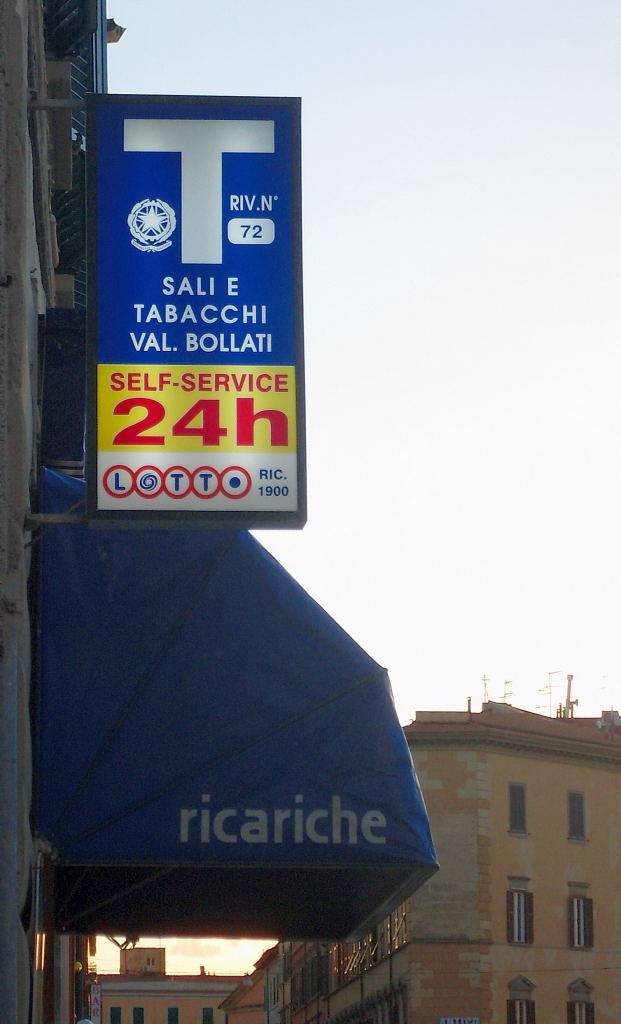 T
RIV.N°
72
SALI E
TABACCHI
VAL. BOLLATI
SELF-SERVICE
24h
LOTTO
RIC.
1900
ricariche